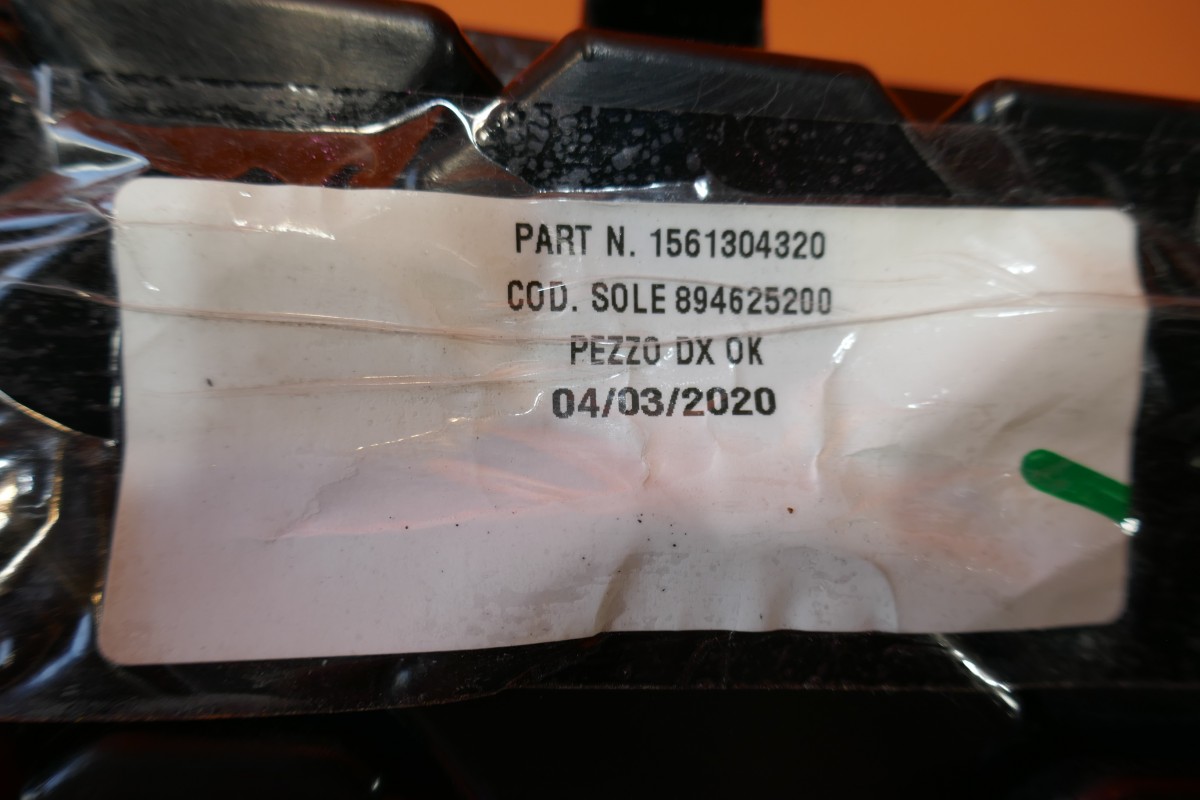 PART N. 1561304320
COD. SOLE 894625200
PEZZO DX OK
04/03/2020